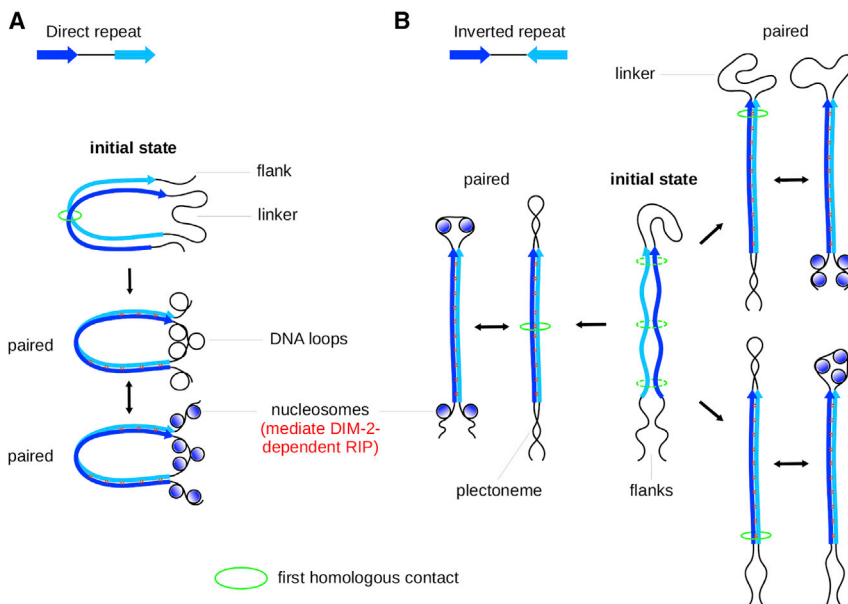 A
Direct repeat
initial state
flank
linker
paired
DNA loops
paired
nucleosomes
(mediate DIM-2-
dependent RIP)
B
Inverted repeat
paired
linker
paired
initial state
plectoneme
flanks
first homologous contact